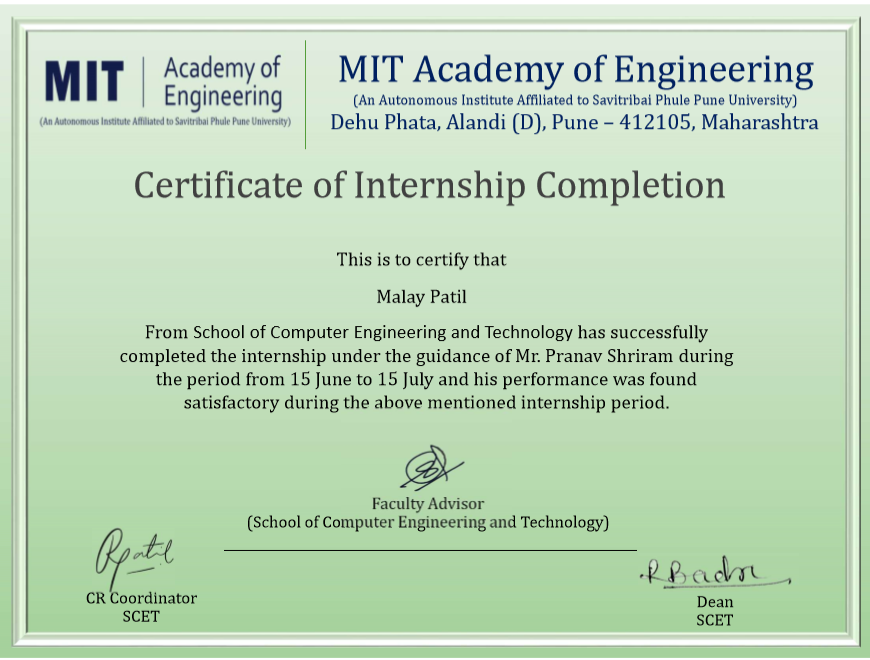 MIT
Academy of
Engineering
(An Autonomous Institute Affiliated to Savitribai Phule Pune University)
MIT Academy of Engineering
(An Autonomous Institute Affiliated to Savitribai Phule Pune University)
Dehu Phata, Alandi (D), Pune – 412105, Maharashtra
Certificate of Internship Completion
This is to certify that
Malay Patil
From School of Computer Engineering and Technology has successfully
completed the internship under the guidance of Mr. Pranav Shriram during
the period from 15 June to 15 July and his performance was found
satisfactory during the above mentioned internship period.
Faculty Advisor
(School of Computer Engineering and Technology)
CR Coordinator
SCET
Dean
SCET